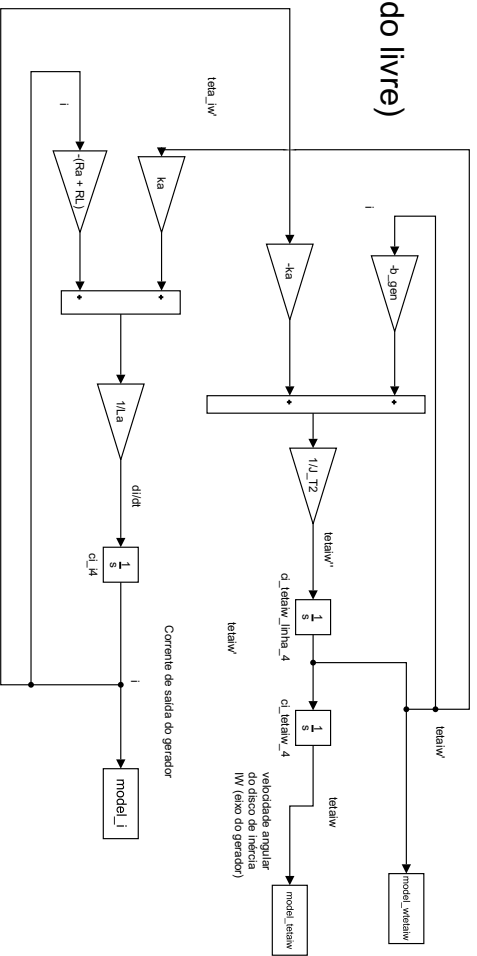 do livre)
-b_gen
i
-ka
1/J_T2
tetaiw''
1
s
ci_tetaiw_linha_4
tetaiw'
1
s
ci_tetaiw_4
tetaiw
tetaiw'
model_wtetaiw
model_tetaiw
velocidade angular
do disco de inércia
IW (eixo do gerador)
teta_iw'
ka
i
-(Ra + RL)
1/La
di/dt
1
s
ci_i4
i
Corrente de saída do gerador
model_i
+
+
+
+